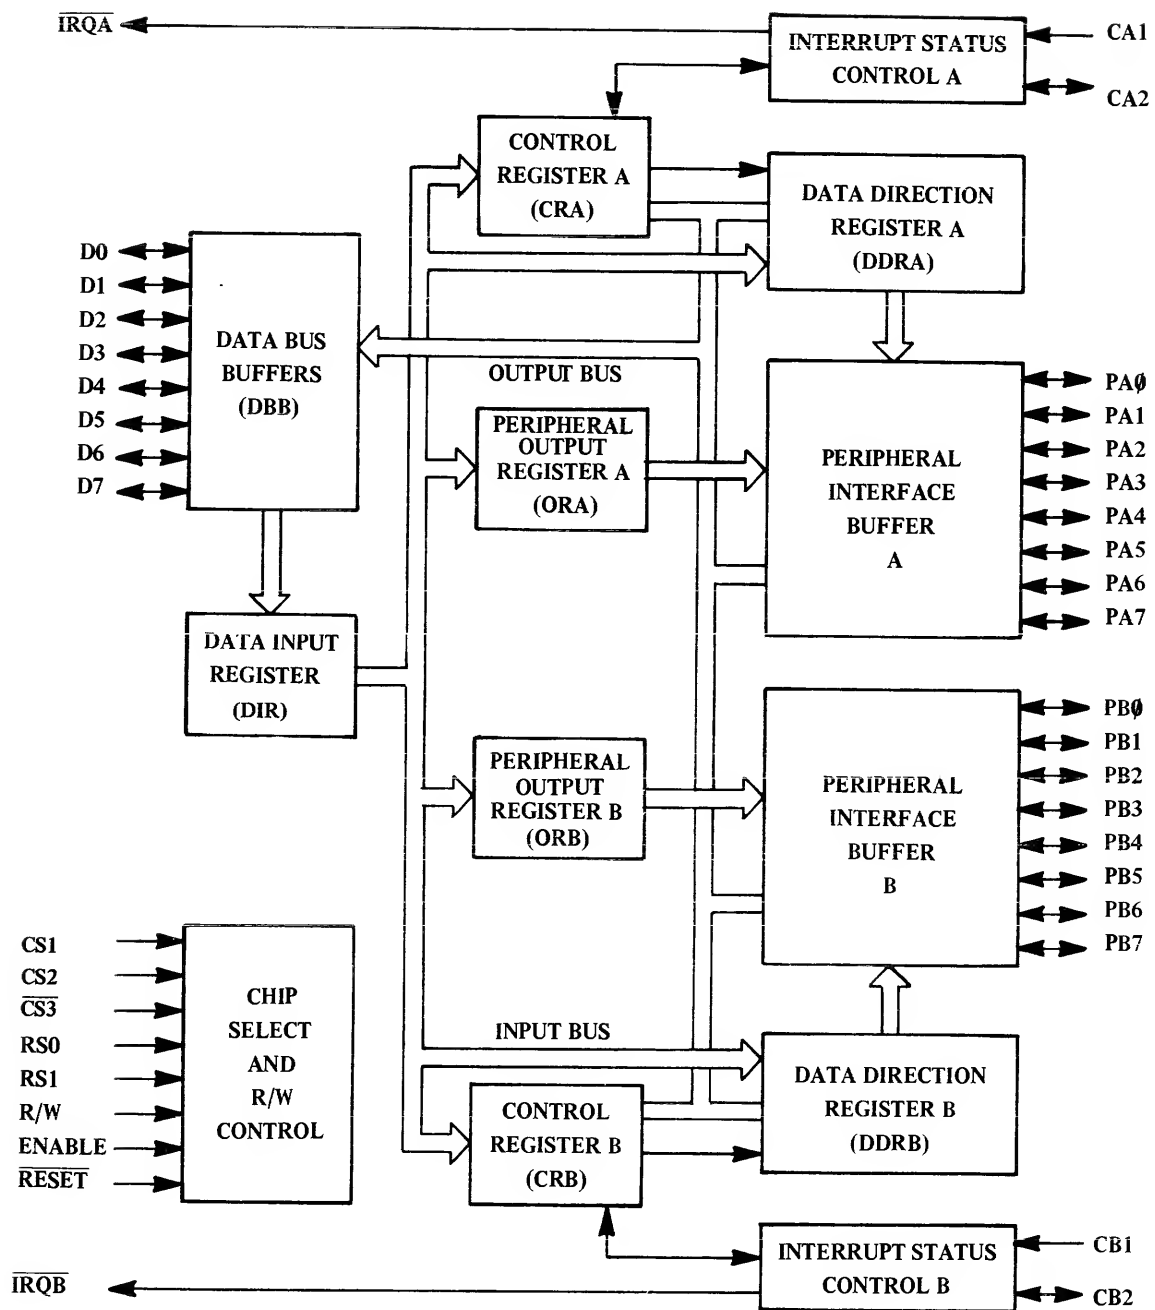 IRQA
INTERRUPT STATUS
CONTROL A
CA1
CA2
CONTROL
REGISTER A
(CRA)
DATA DIRECTION
REGISTER A
(DDRA)
D0
D1
D2
D3
D4
D5
D6
D7
DATA BUS
BUFFERS
(DBB)
OUTPUT BUS
PERIPHERAL
OUTPUT
REGISTER A
(ORA)
PERIPHERAL
INTERFACE
BUFFER
A
PAØ
PA1
PA2
PA3
PA4
PA5
PA6
PA7
DATA INPUT
REGISTER
(DIR)
PERIPHERAL
OUTPUT
REGISTER B
(ORB)
PERIPHERAL
INTERFACE
BUFFER
B
PBØ
PB1
PB2
PB3
PB4
PB5
PB6
PB7
CS1
CS2
CS3
RS0
RS1
R/W
ENABLE
RESET
CHIP
SELECT
AND
R/W
CONTROL
INPUT BUS
CONTROL
REGISTER B
(CRB)
DATA DIRECTION
REGISTER B
(DDRB)
INTERRUPT STATUS
CONTROL B
CB1
CB2
IRQB